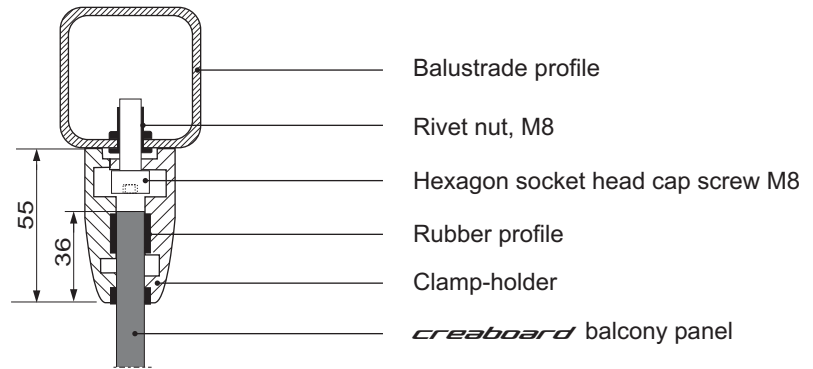 Balustrade profile
Rivet nut, M8
Hexagon socket head cap screw M8
55
36
Rubber profile
Clamp-holder
creaboard balcony panel